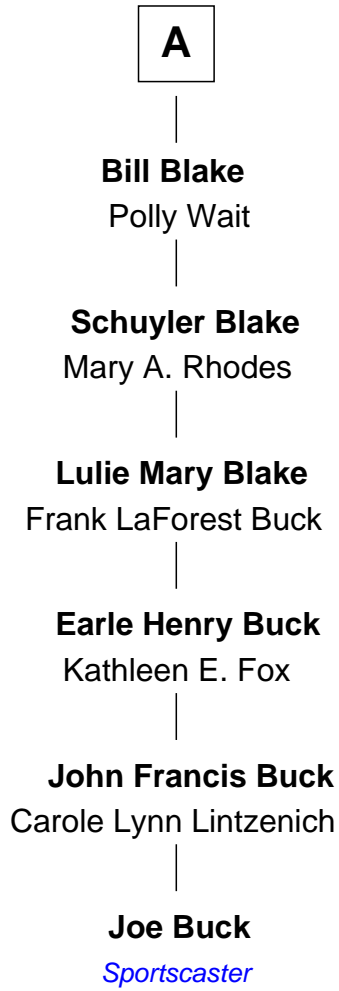 A
Bill Blake
Polly Wait
Schuyler Blake
Mary A. Rhodes
Lulie Mary Blake
Frank LaForest Buck
Earle Henry Buck
Kathleen E. Fox
John Francis Buck
Carole Lynn Lintzenich
Joe Buck
Sportscaster